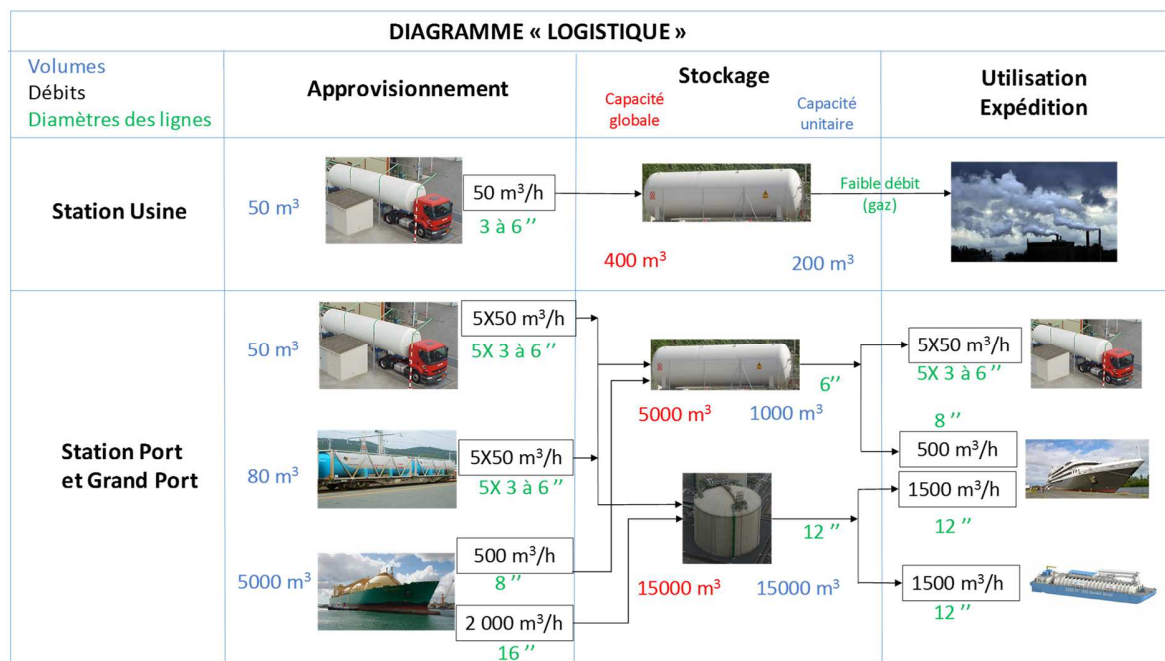 DIAGRAMME « LOGISTIQUE »
Volumes
Débits
Diamètres des lignes
Approvisionnement
Stockage
Capacité
globale
Capacité
unitaire
Utilisation
Expédition
Station Usine
50 m³
50 m³/h
3 à 6 ’’
400 m³
200 m³
Faible débit
(gaz)
Station Port
et Grand Port
50 m³
5X50 m³/h
5X 3 à 6 ’’
80 m³
5X50 m³/h
5X 3 à 6 ’’
5000 m³
500 m³/h
8 ’’
2 000 m³/h
16 ’’
5000 m³
1000 m³
6’’
15000 m³
15000 m³
12 ’’
5X50 m³/h
5X 3 à 6 ’’
8 ’’
500 m³/h
1500 m³/h
12 ’’
1500 m³/h
12 ’’